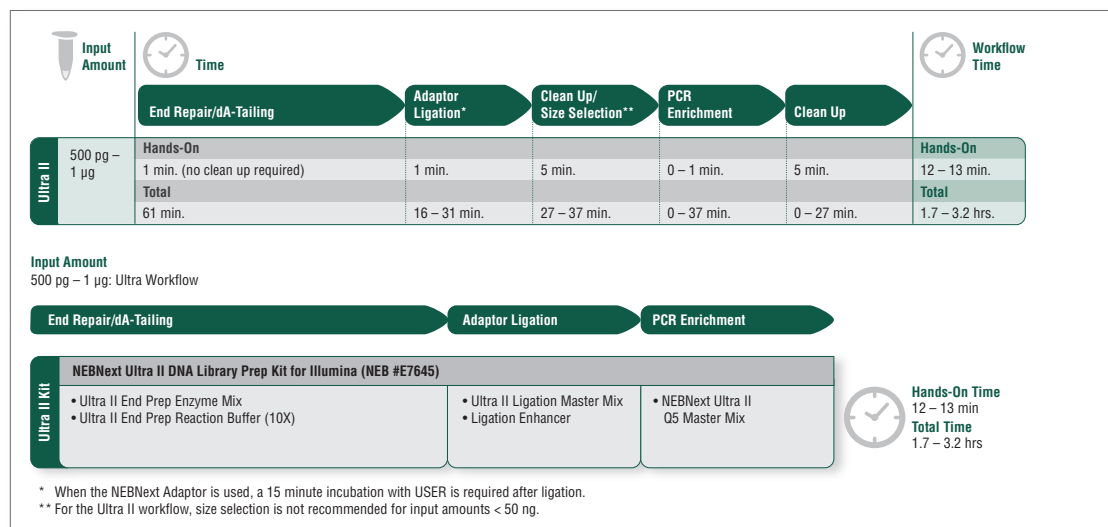 Input
Amount
Time
Workflow
Time
End Repair/dA-Tailing
Adaptor
Ligation*
Clean Up/
Size Selection**
PCR
Enrichment
Clean Up
Ultra II
500 pg –
1 µg
Hands-On
Hands-On
1 min. (no clean up required)
1 min.
5 min.
0 – 1 min.
5 min.
12 – 13 min.
Total
Total
61 min.
16 – 31 min.
27 – 37 min.
0 – 37 min.
0 – 27 min.
1.7 – 3.2 hrs.
Input Amount
500 pg – 1 µg: Ultra Workflow
End Repair/dA-Tailing
Adaptor Ligation
PCR Enrichment
Ultra II Kit
NEBNext Ultra II DNA Library Prep Kit for Illumina (NEB #E7645)
• Ultra II End Prep Enzyme Mix
• Ultra II End Prep Reaction Buffer (10X)
• Ultra II Ligation Master Mix
• Ligation Enhancer
• NEBNext Ultra II
Q5 Master Mix
Hands-On Time
12 – 13 min
Total Time
1.7 – 3.2 hrs
* When the NEBNext Adaptor is used, a 15 minute incubation with USER is required after ligation.
** For the Ultra II workflow, size selection is not recommended for input amounts < 50 ng.